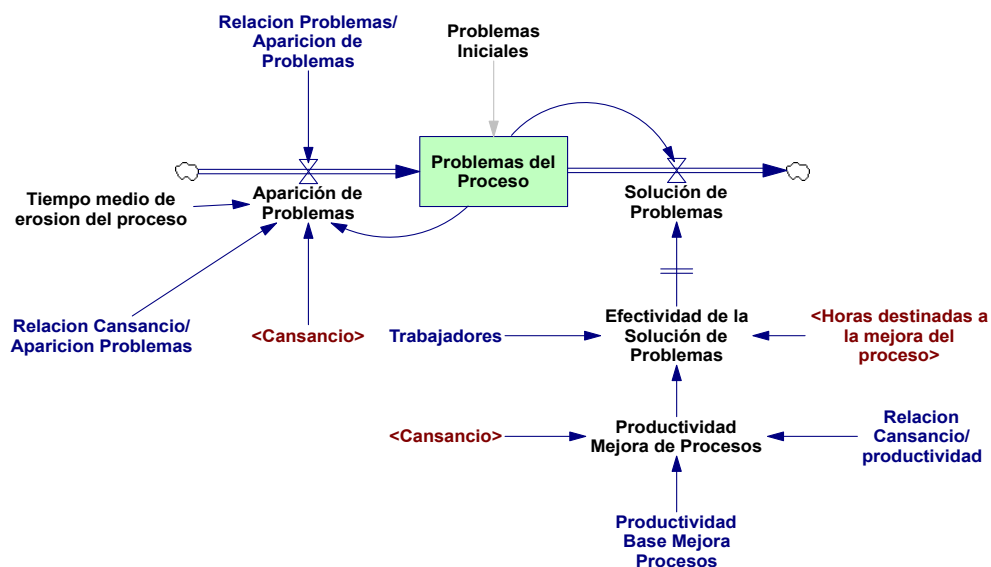 Relacion Problemas/
Aparicion de
Problemas
Problemas
Iniciales
Problemas del
Proceso
Aparición de
Problemas
Solución de
Problemas
Tiempo medio de
erosion del proceso
Relacion Cansancio/
Aparicion Problemas
<Cansancio>
Trabajadores
Efectividad de la
Solución de
Problemas
<Horas destinadas a
la mejora del
proceso>
<Cansancio>
Productividad
Mejora de Procesos
Relacion
Cansancio/
productividad
Productividad
Base Mejora
Procesos